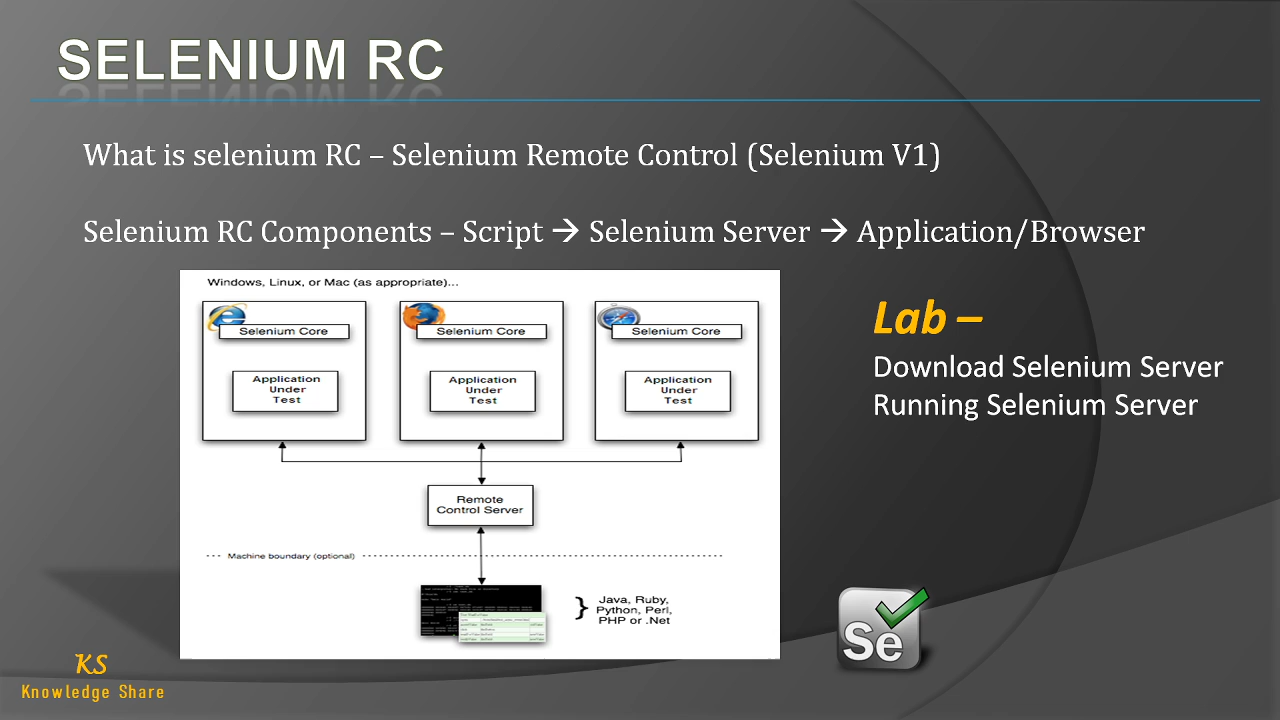 SELENIUM RC
What is selenium RC – Selenium Remote Control (Selenium V1)
Selenium RC Components – Script → Selenium Server → Application/Browser
Windows, Linux, or Mac (as appropriate)...
Selenium Core
Selenium Core
Selenium Core
Application
Under
Test
Application
Under
Test
Application
Under
Test
Remote
Control Server
Machine boundary (optional)
Java, Ruby,
Python, Perl,
PHP or .Net
Lab –
Download Selenium Server
Running Selenium Server
Se
KS
Knowledge Share